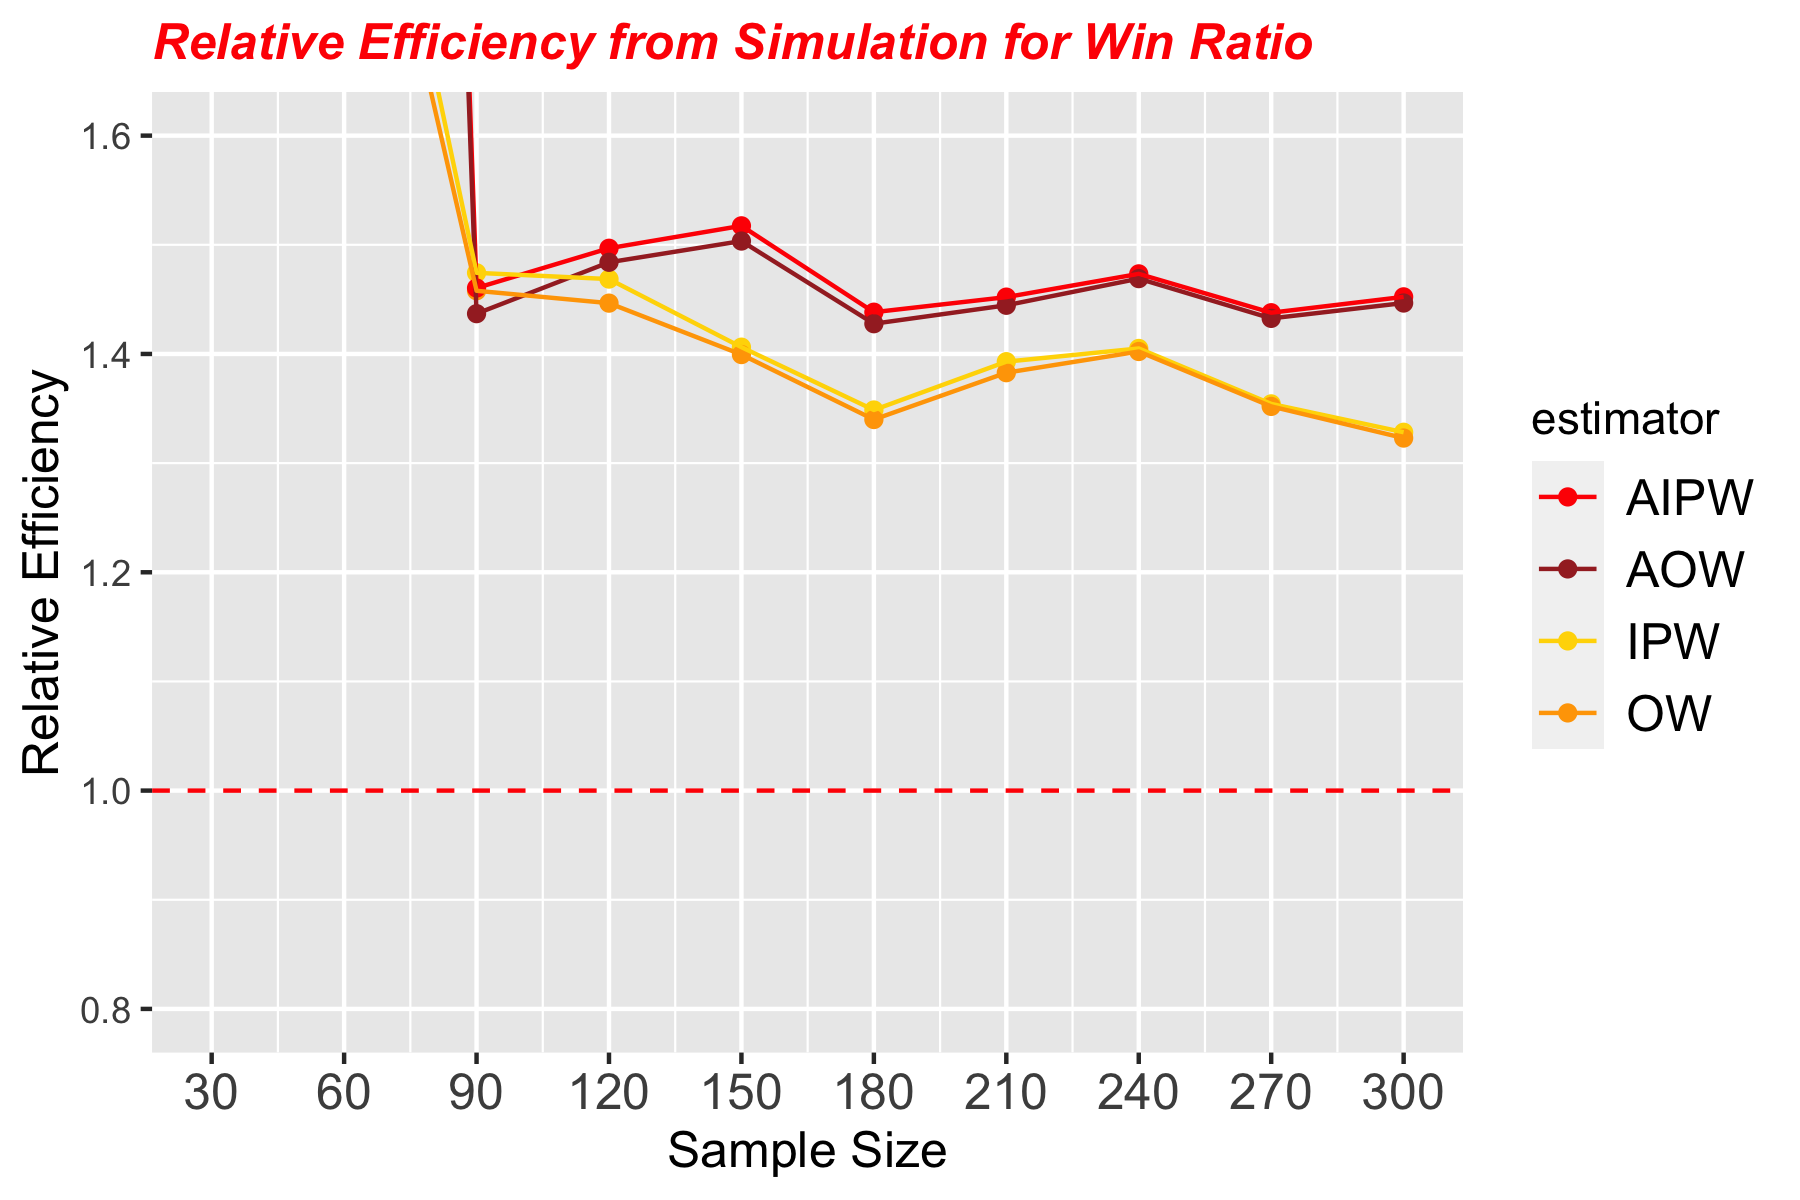 Relative Efficiency from Simulation for Win Ratio
Relative Efficiency
1.6
1.4
1.2
1.0
0.8
30 60 90 120 150 180 210 240 270 300
Sample Size
estimator
AIPW
AOW
IPW
OW